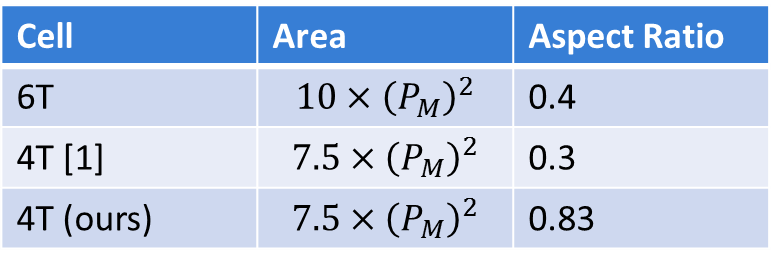 Cell Area Aspect Ratio
6T 10 × (P_M)² 0.4
4T [1] 7.5 × (P_M)² 0.3
4T (ours) 7.5 × (P_M)² 0.83